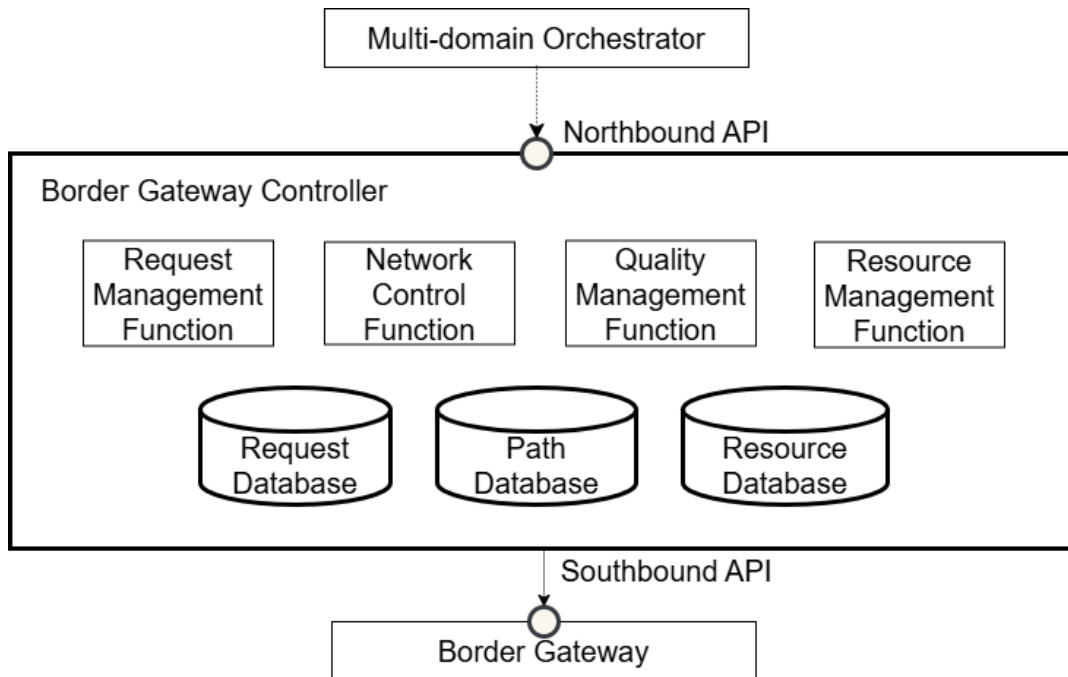 Multi-domain Orchestrator
Northbound API
Border Gateway Controller
Request
Management
Function
Network
Control
Function
Quality
Management
Function
Resource
Management
Function
Request
Database
Path
Database
Resource
Database
Southbound API
Border Gateway